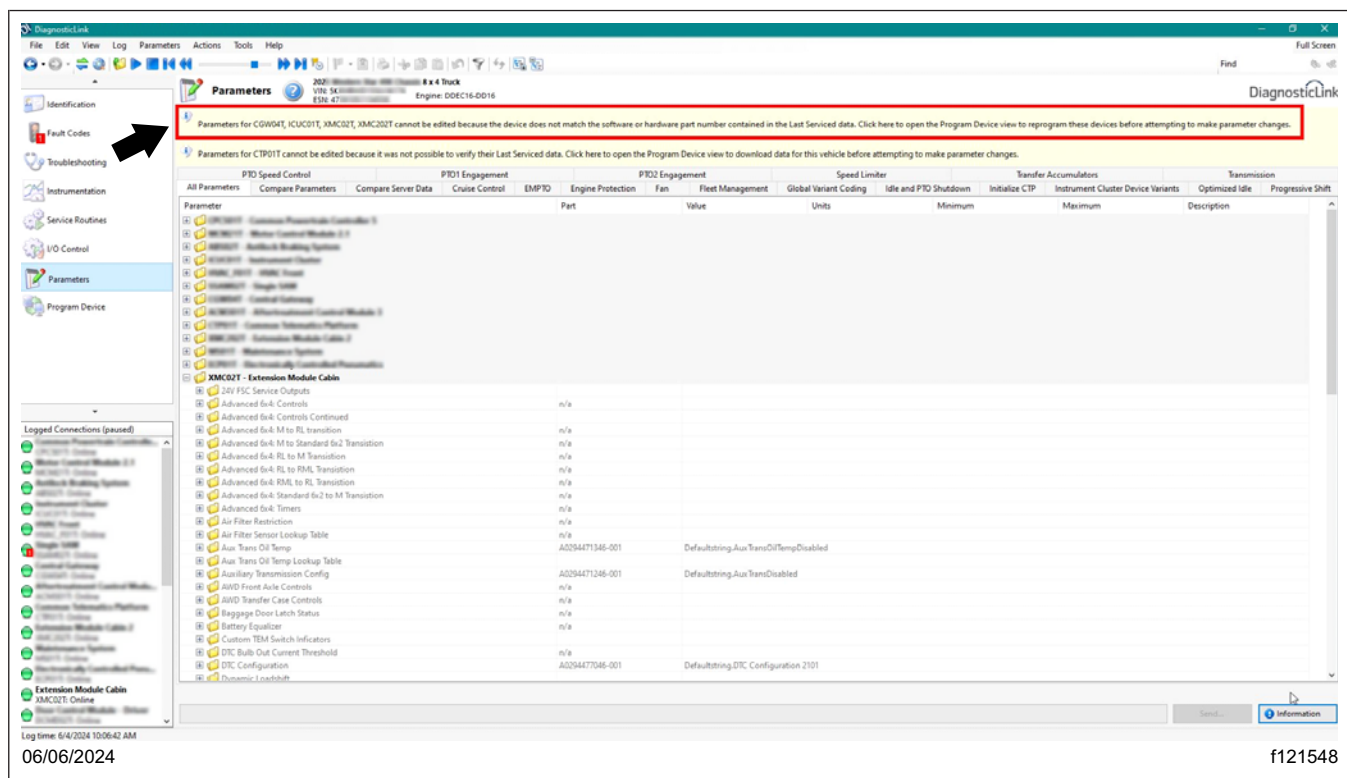 DiagnosticLink
File Edit View Log Parameters Actions Tools Help
Full Screen
Find
Parameters
202 8 x 4 Truck
VIN: 5K
ESN: 47
Engine: DDEC16-DD16
DiagnosticLink
Identification
Fault Codes
Troubleshooting
Instrumentation
Service Routines
I/O Control
Parameters
Program Device
Parameters for CGW04T, ICUC01T, XMC02T, XMC202T cannot be edited because the device does not match the software or hardware part number contained in the Last Serviced data. Click here to open the Program Device view to reprogram these devices before attempting to make parameter changes.
Parameters for CTP01T cannot be edited because it was not possible to verify their Last Serviced data. Click here to open the Program Device view to download data for this vehicle before attempting to make parameter changes.
PTO Speed Control PTO1 Engagement PTO2 Engagement Speed Limiter Transfer Accumulators Transmission
All Parameters Compare Parameters Compare Server Data Cruise Control EMPTO Engine Protection Fan Fleet Management Global Variant Coding Idle and PTO Shutdown Initialize CTP Instrument Cluster Device Variants Optimized Idle Progressive Shift
Parameter Part Value Units Minimum Maximum Description
XMC02T - Extension Module Cabin
24V FSC Service Outputs
Advanced 6x4: Controls n/a
Advanced 6x4: Controls Continued
Advanced 6x4: M to RL transition n/a
Advanced 6x4: M to Standard 6x2 Transistion n/a
Advanced 6x4: RL to M Transistion n/a
Advanced 6x4: RL to RML Transistion n/a
Advanced 6x4: RML to RL Transistion n/a
Advanced 6x4: Standard 6x2 to M Transistion n/a
Advanced 6x4: Timers n/a
Air Filter Restriction n/a
Air Filter Sensor Lookup Table n/a
Aux Trans Oil Temp A0294471346-001 Defaultstring.AuxTransOilTempDisabled
Aux Trans Oil Temp Lookup Table n/a
Auxiliary Transmission Config A0294471246-001 Defaultstring.AuxTransDisabled
AWD Front Axle Controls n/a
AWD Transfer Case Controls n/a
Baggage Door Latch Status n/a
Battery Equalizer n/a
Custom TEM Switch Inficators
DTC Bulb Out Current Threshold n/a
DTC Configuration A0294477046-001 Defaultstring.DTC Configuration 2101
Dynamic Loadshift
Logged Connections (paused)
Extension Module Cabin
XMC02T: Online
Send...
Information
Log time: 6/4/2024 10:06:42 AM
06/06/2024
f121548